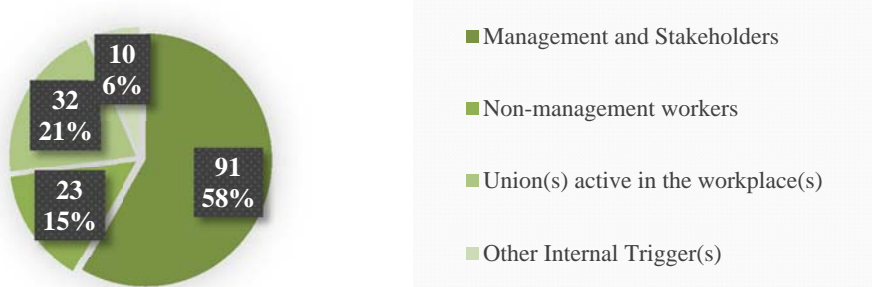 10
6%
32
21%
91
58%
23
15%
Management and Stakeholders
Non-management workers
Union(s) active in the workplace(s)
Other Internal Trigger(s)